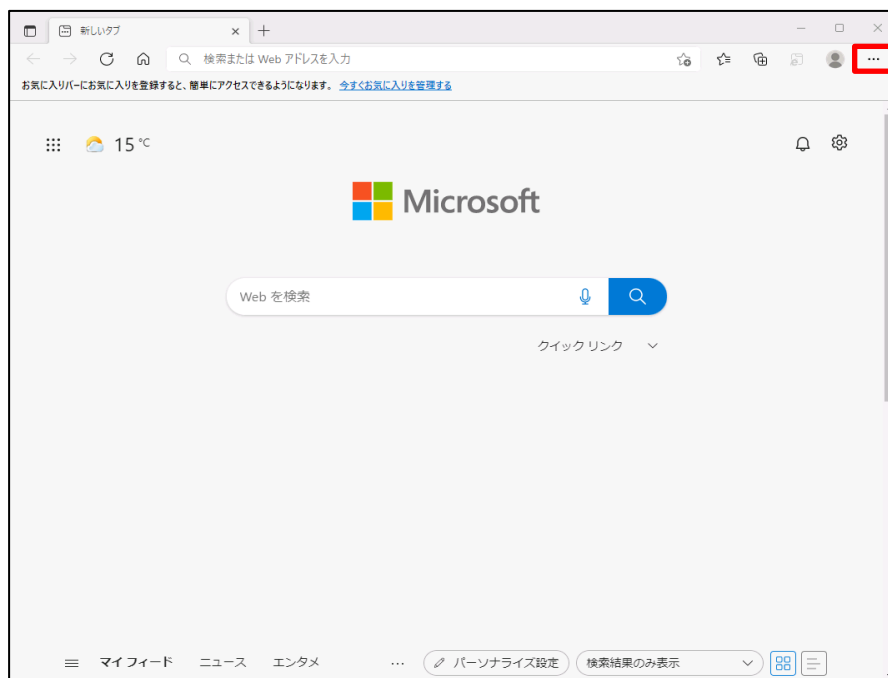 新しいタブ
検索または Web アドレスを入力
お気に入りバーにお気に入りを登録すると、簡単にアクセスできるようになります。 今すぐお気に入りを管理する
15 °C
Microsoft
Web を検索
クイック リンク
マイ フィード ニュース エンタメ ... パーソナライズ設定 検索結果のみ表示